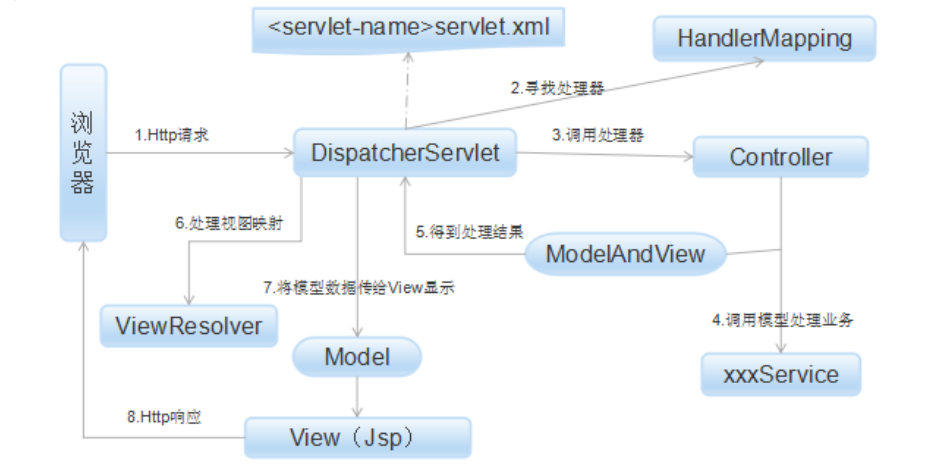 <servlet-name>servlet.xml
HandlerMapping
2.寻找处理器
浏
览
器
1.Http请求
DispatcherServlet
3.调用处理器
Controller
6.处理视图映射
5.得到处理结果
ModelAndView
7.将模型数据传给View显示
ViewResolver
4.调用模型处理业务
Model
xxxService
8.Http响应
View（Jsp）